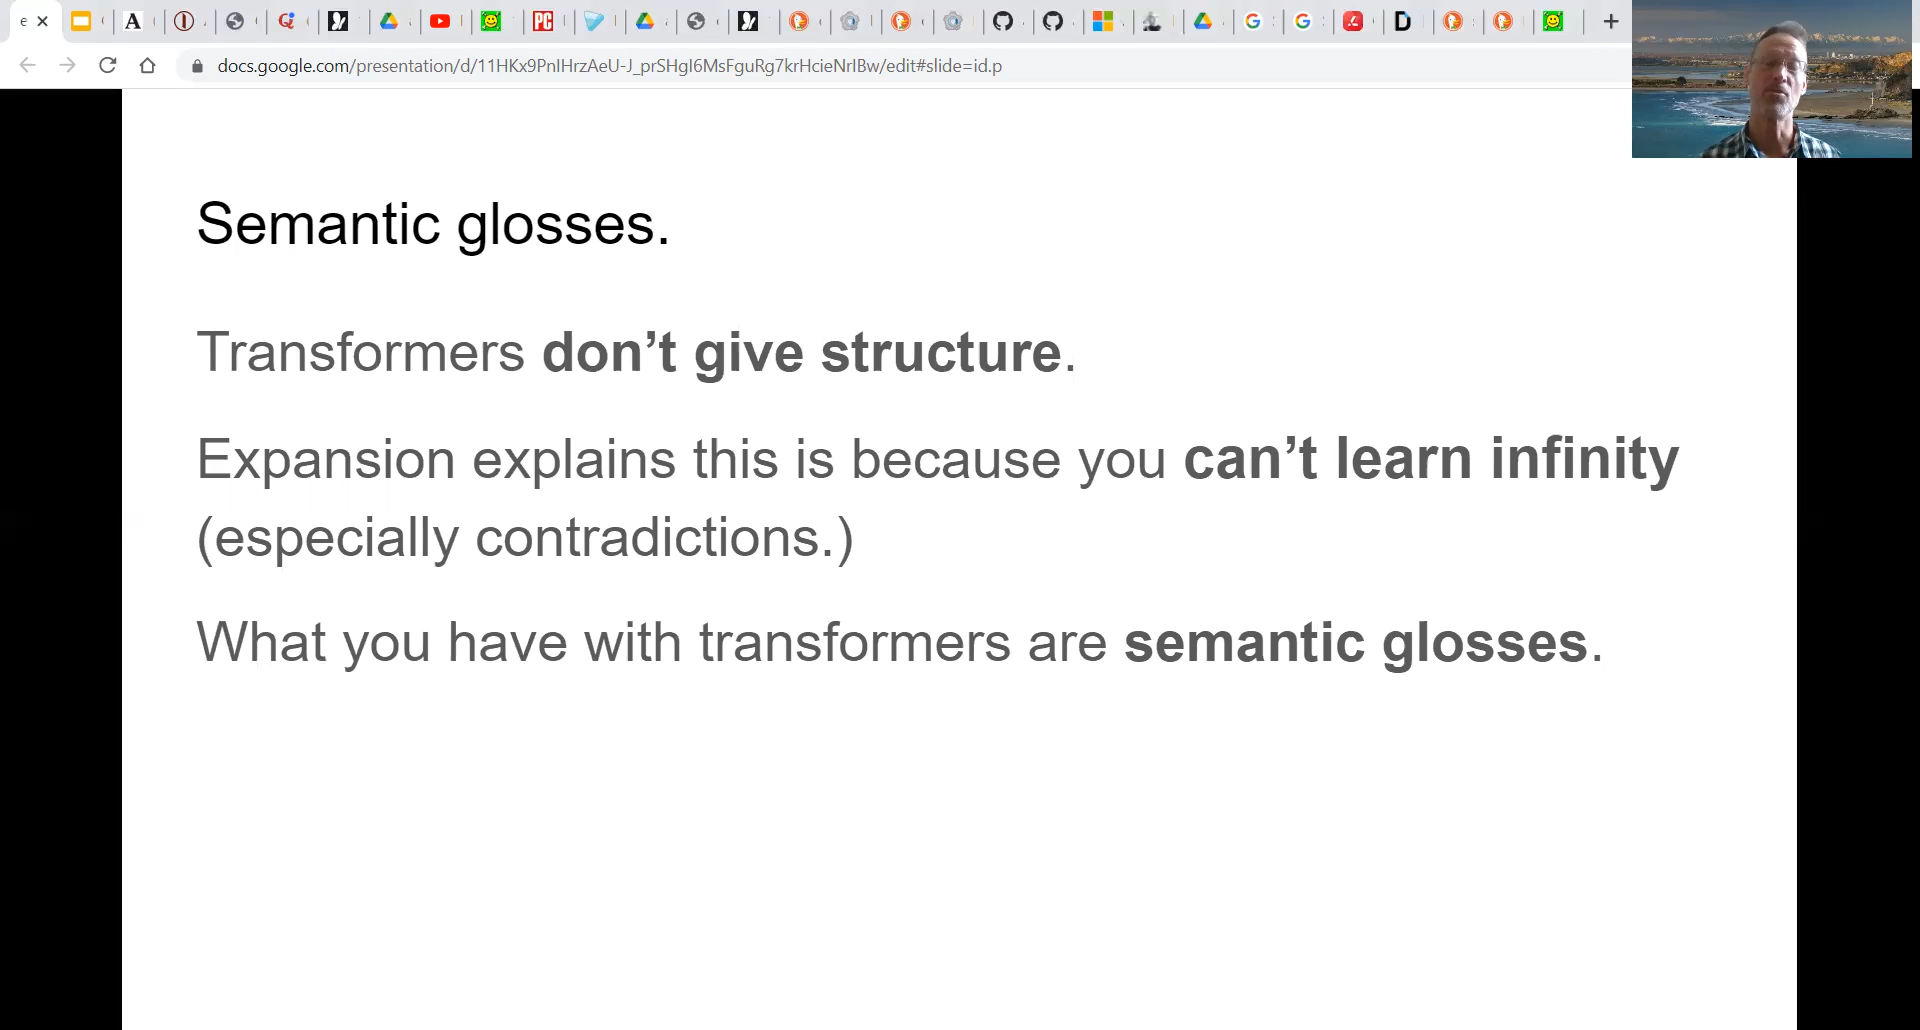 docs.google.com/presentation/d/11HKx9PnIHrzAeU-J_prSHgI6MsFguRg7krHcieNrIBw/edit#slide=id.p
Semantic glosses.
Transformers don’t give structure.
Expansion explains this is because you can’t learn infinity
(especially contradictions.)
What you have with transformers are semantic glosses.